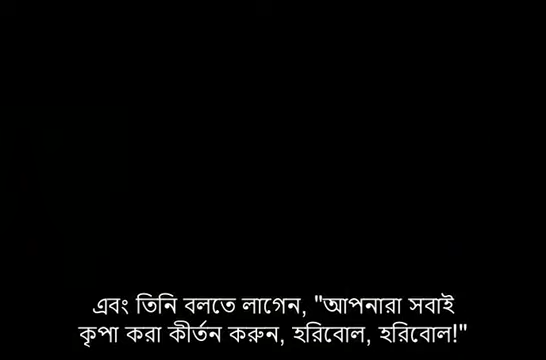 এবং তিনি বলতে লাগেন, "আপনারা সবাই
কৃপা করা কীর্তন করুন, হরিবোল, হরিবোল!"